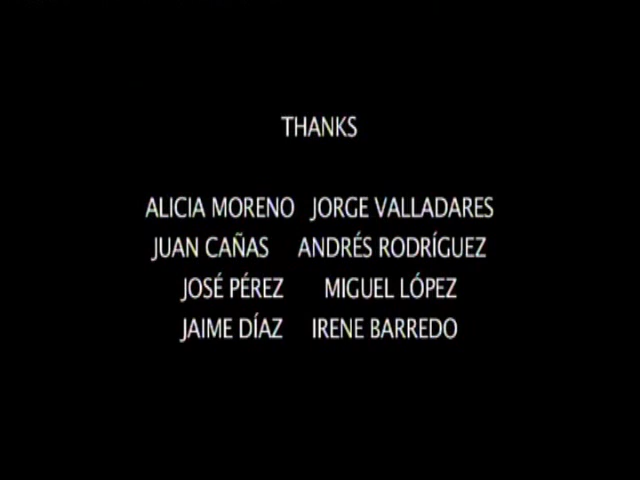 THANKS
ALICIA MORENO JORGE VALLADARES
JUAN CAÑAS ANDRÉS RODRÍGUEZ
JOSÉ PÉREZ MIGUEL LÓPEZ
JAIME DÍAZ IRENE BARREDO